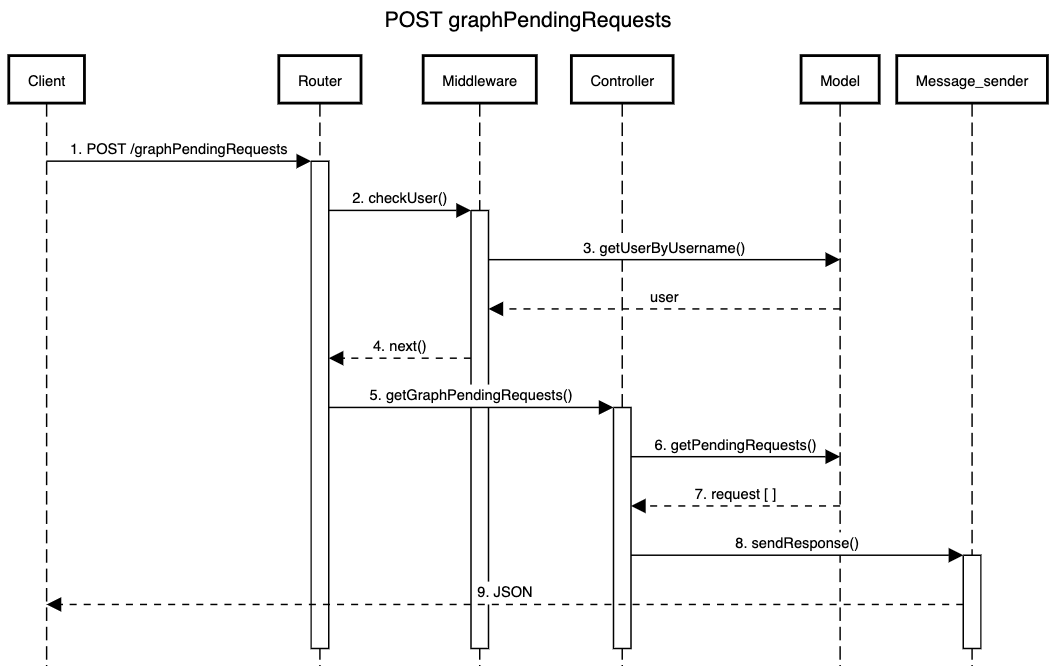 POST graphPendingRequests
Client
Router
Middleware
Controller
Model
Message_sender
1. POST /graphPendingRequests
2. checkUser()
3. getUserByUsername()
user
4. next()
5. getGraphPendingRequests()
6. getPendingRequests()
7. request [ ]
8. sendResponse()
9. JSON